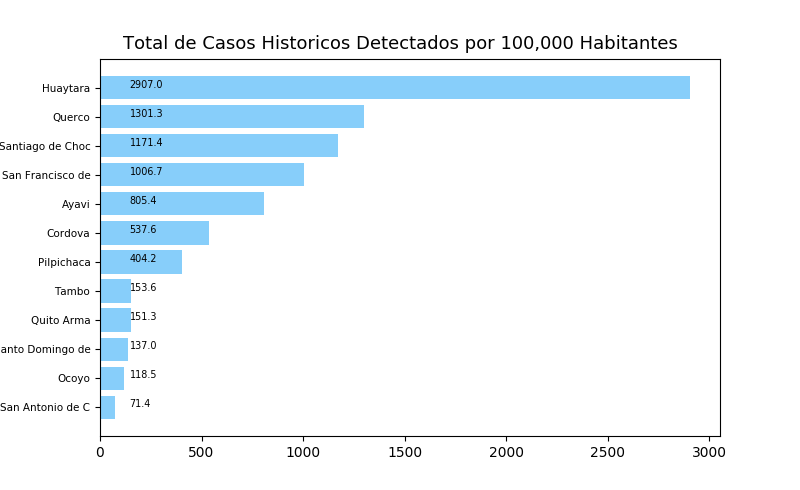 Total de Casos Historicos Detectados por 100,000 Habitantes
Huaytara 2907.0
Querco 1301.3
Santiago de Choc 1171.4
San Francisco de 1006.7
Ayavi 805.4
Cordova 537.6
Pilpichaca 404.2
Tambo 153.6
Quito Arma 151.3
anto Domingo de 137.0
Ocoyo 118.5
San Antonio de C 71.4
0 500 1000 1500 2000 2500 3000